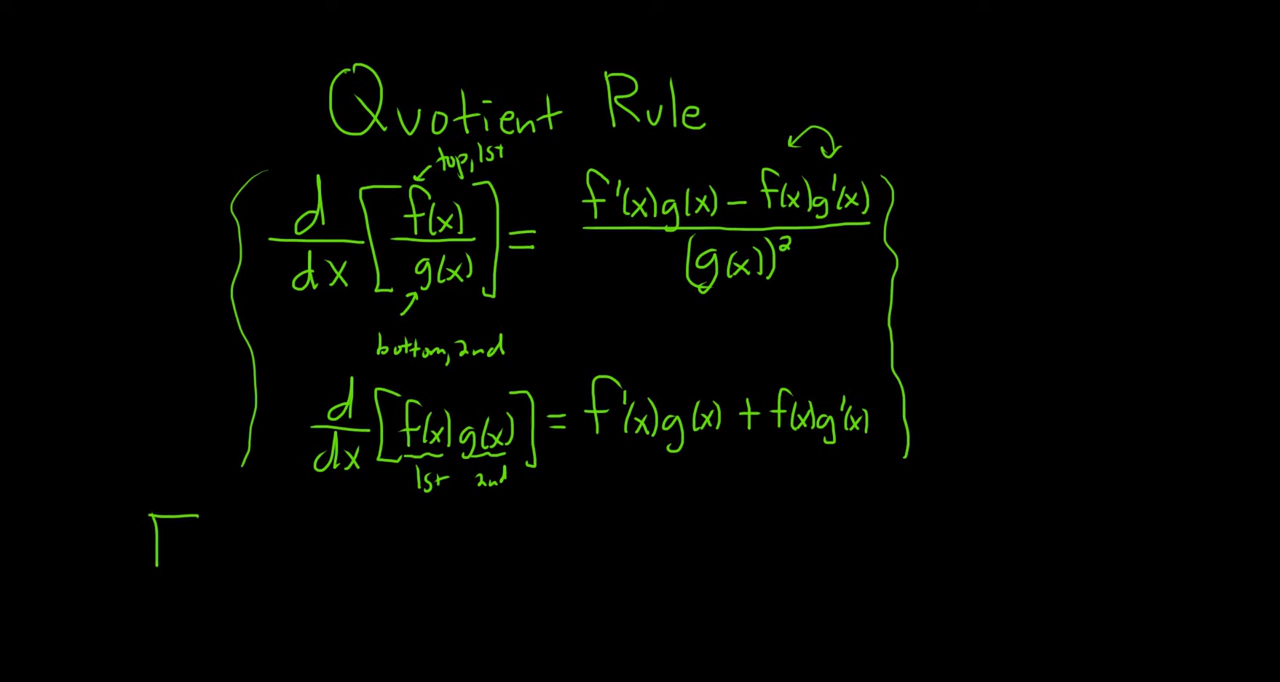 Quotient Rule
top, 1st
d/dx [f(x)/g(x)] = (f'(x)g(x) - f(x)g'(x))/(g(x))²
bottom, 2nd
d/dx [f(x)g(x)] = f'(x)g(x) + f(x)g'(x)
1st 2nd